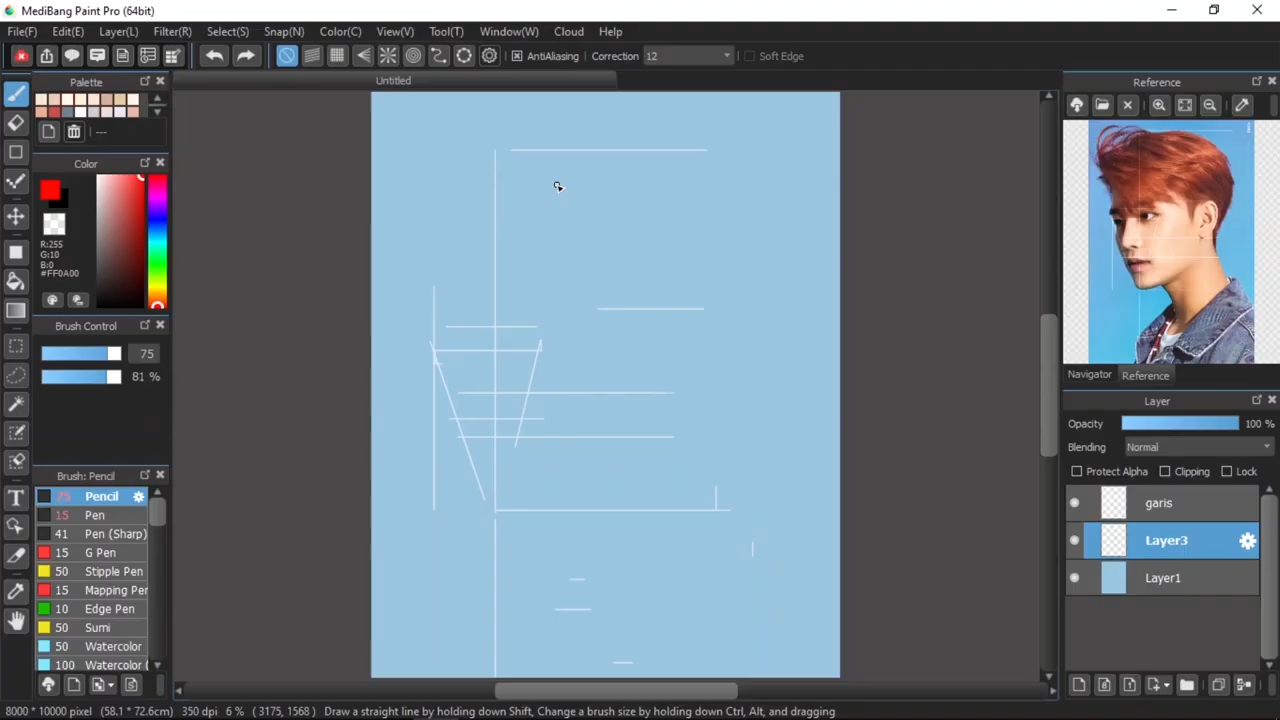 MediBang Paint Pro (64bit)
File(F) Edit(E) Layer(L) Filter(R) Select(S) Snap(N) Color(C) View(V) Tool(T) Window(W) Cloud Help
AntiAliasing Correction 12 Soft Edge
Untitled
Palette
---
Color
R:255
G:10
B:0
#FF0A00
Brush Control
75
81 %
Brush: Pencil
75 Pencil
15 Pen
41 Pen (Sharp)
15 G Pen
50 Stipple Pen
15 Mapping Pen
10 Edge Pen
50 Sumi
50 Watercolor
100 Watercolor (
Reference
Navigator Reference
Layer
Opacity 100 %
Blending Normal
Protect Alpha Clipping Lock
garis
Layer3
Layer1
8000 * 10000 pixel (58.1 * 72.6cm) 350 dpi 6 % ( 3175, 1568 ) Draw a straight line by holding down Shift, Change a brush size by holding down Ctrl, Alt, and dragging